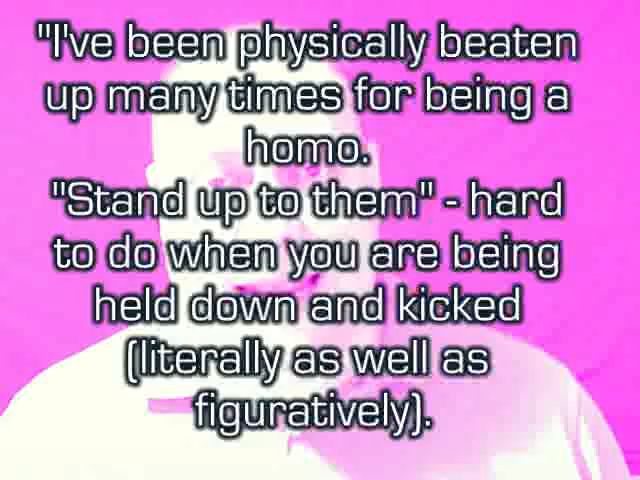 "I've been physically beaten
up many times for being a
homo.
"Stand up to them" - hard
to do when you are being
held down and kicked
(literally as well as
figuratively).